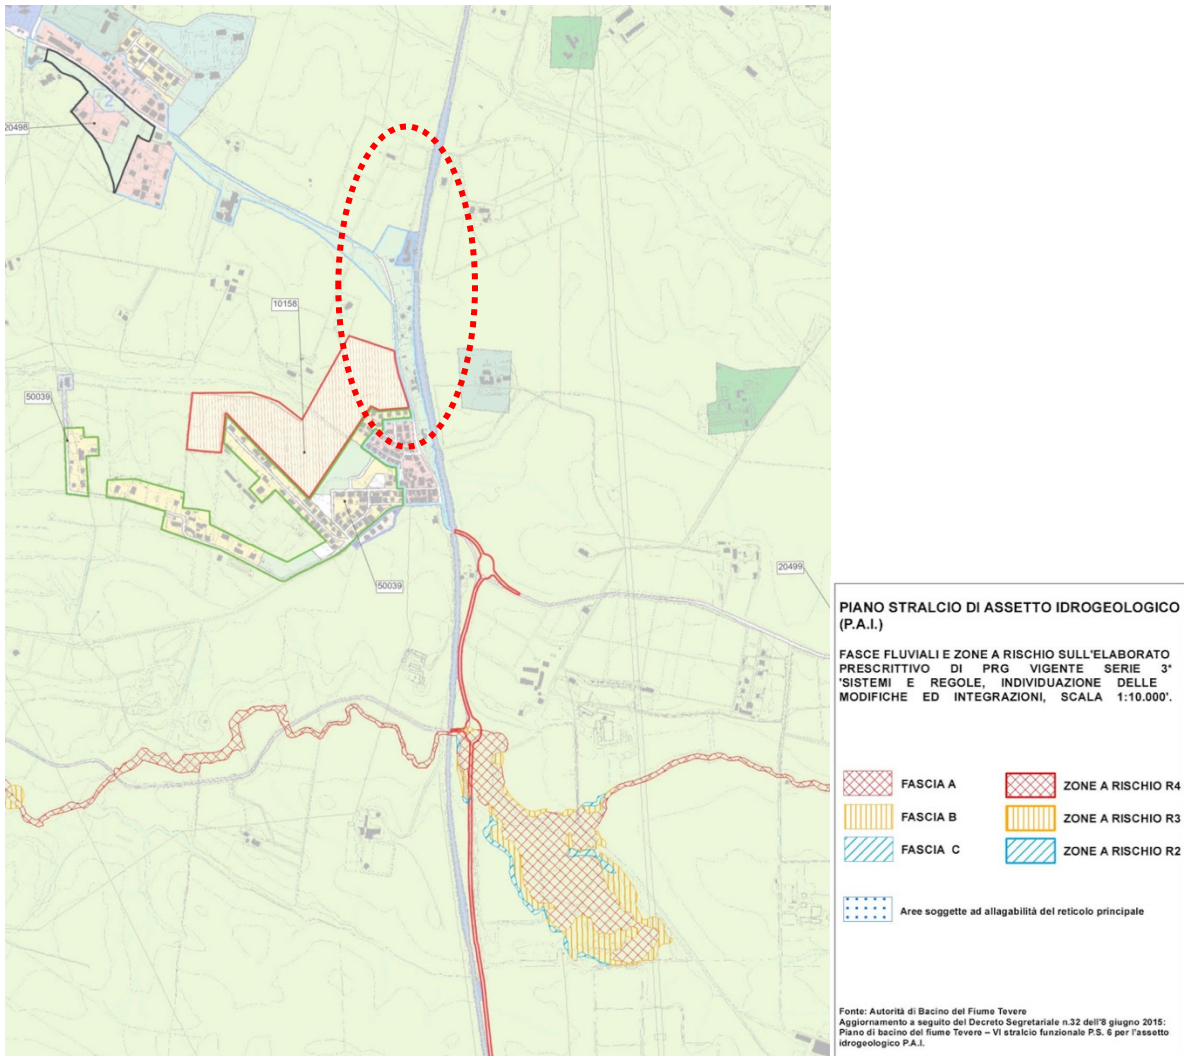 2
20498
10158
50039
50039
20499
PIANO STRALCIO DI ASSETTO IDROGEOLOGICO
(P.A.I.)
FASCE FLUVIALI E ZONE A RISCHIO SULL'ELABORATO
PRESCRITTIVO DI PRG VIGENTE SERIE 3*
'SISTEMI E REGOLE, INDIVIDUAZIONE DELLE
MODIFICHE ED INTEGRAZIONI, SCALA 1:10.000'.
FASCIA A
ZONE A RISCHIO R4
FASCIA B
ZONE A RISCHIO R3
FASCIA C
ZONE A RISCHIO R2
Aree soggette ad allagabilità del reticolo principale
Fonte: Autorità di Bacino del Fiume Tevere
Aggiornamento a seguito del Decreto Segretariale n.32 dell'8 giugno 2015:
Piano di bacino del fiume Tevere – VI stralcio funzionale P.S. 6 per l'assetto
idrogeologico P.A.I.